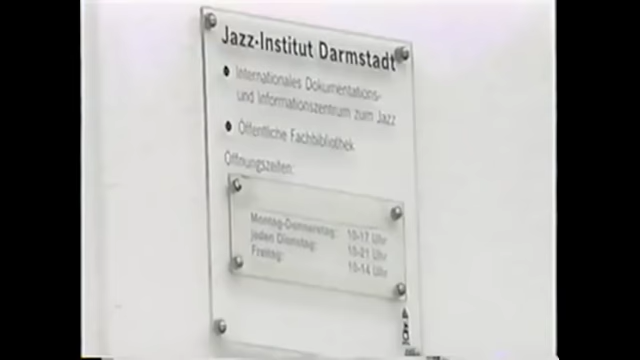 Jazz-Institut Darmstadt
• Internationales Dokumentations-
und Informationszentrum zum Jazz
• Öffentliche Fachbibliothek
Öffnungszeiten:
Montag-Donnerstag: 10-17 Uhr
jeden Dienstag: 10-21 Uhr
Freitag: 10-14 Uhr